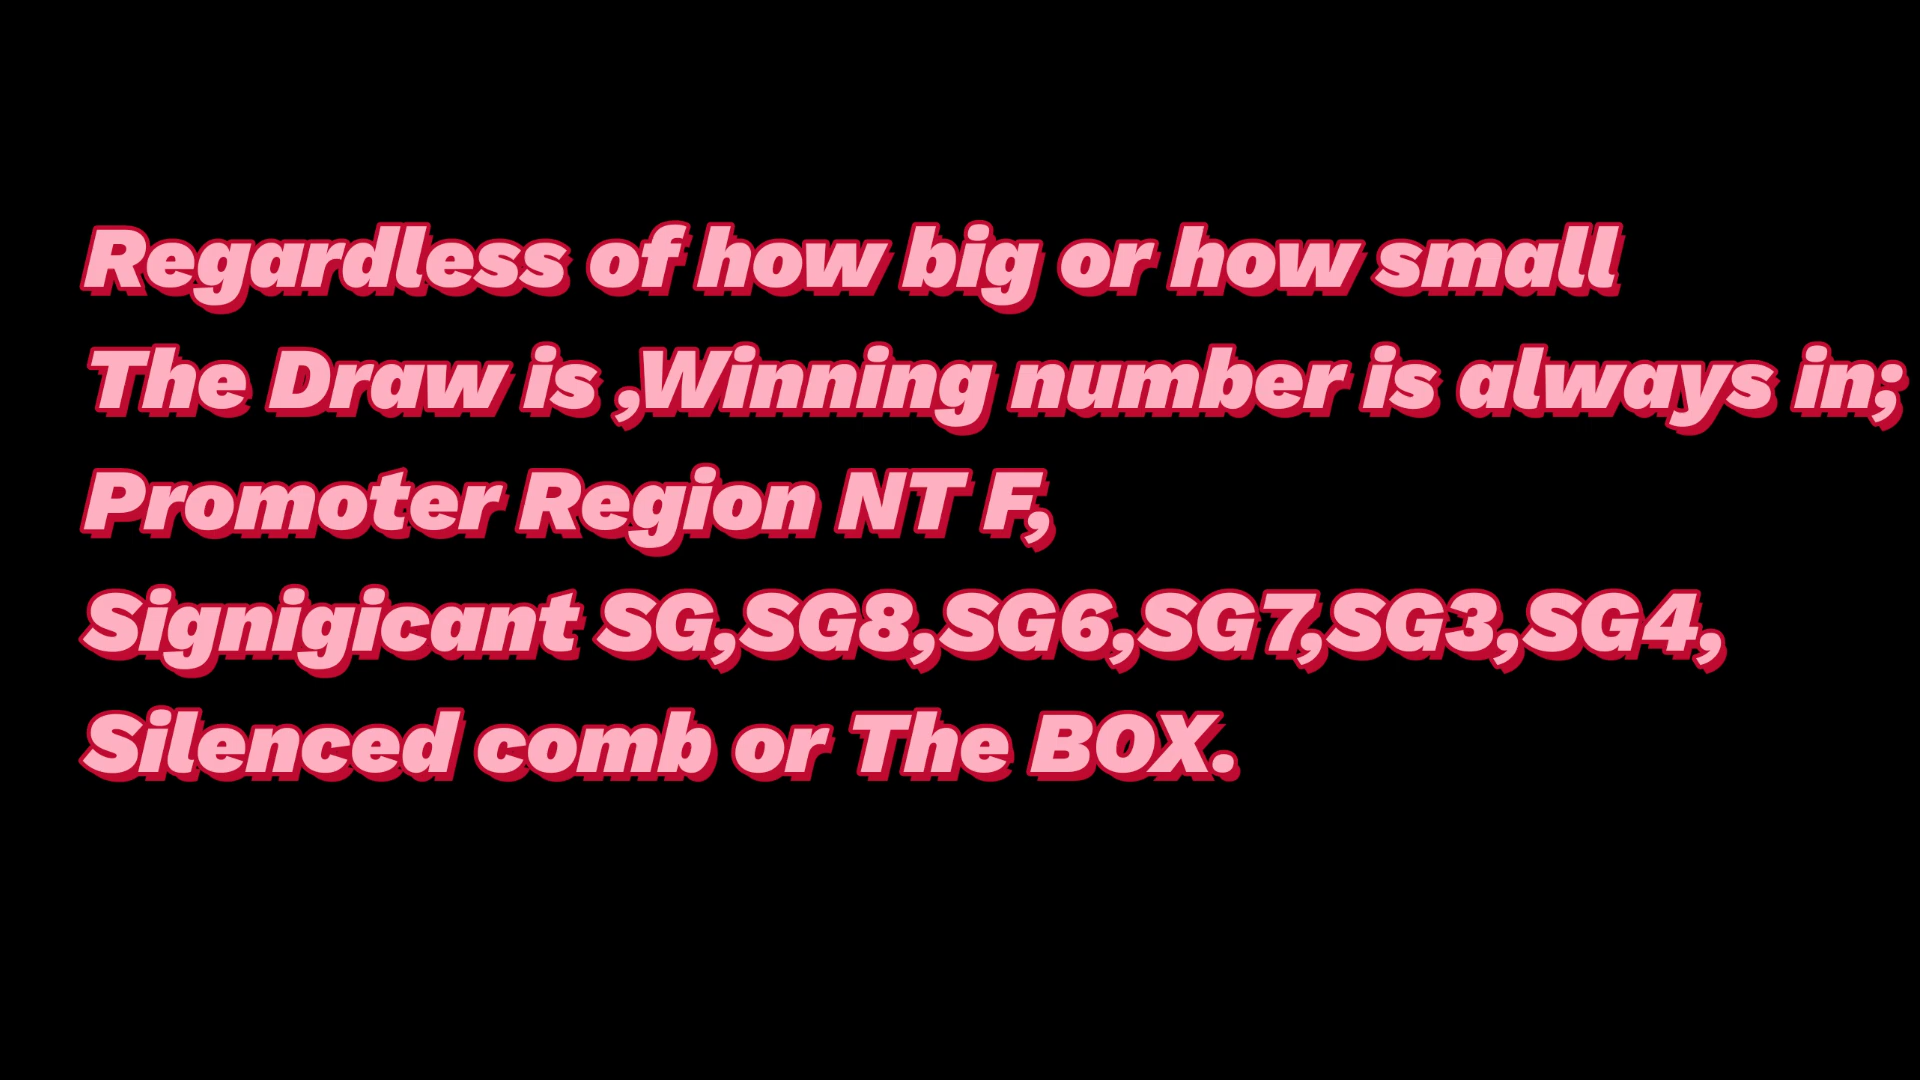 Regardless of how big or how small
The Draw is ,Winning number is always in;
Promoter Region NT F,
Signigicant SG,SG8,SG6,SG7,SG3,SG4,
Silenced comb or The BOX.